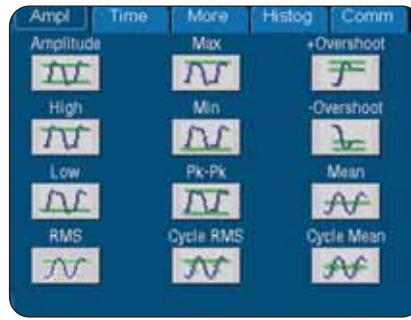 Ampl Time More Histog Comm
Amplitude Max +Overshoot
High Min -Overshoot
Low Pk-Pk Mean
RMS Cycle RMS Cycle Mean